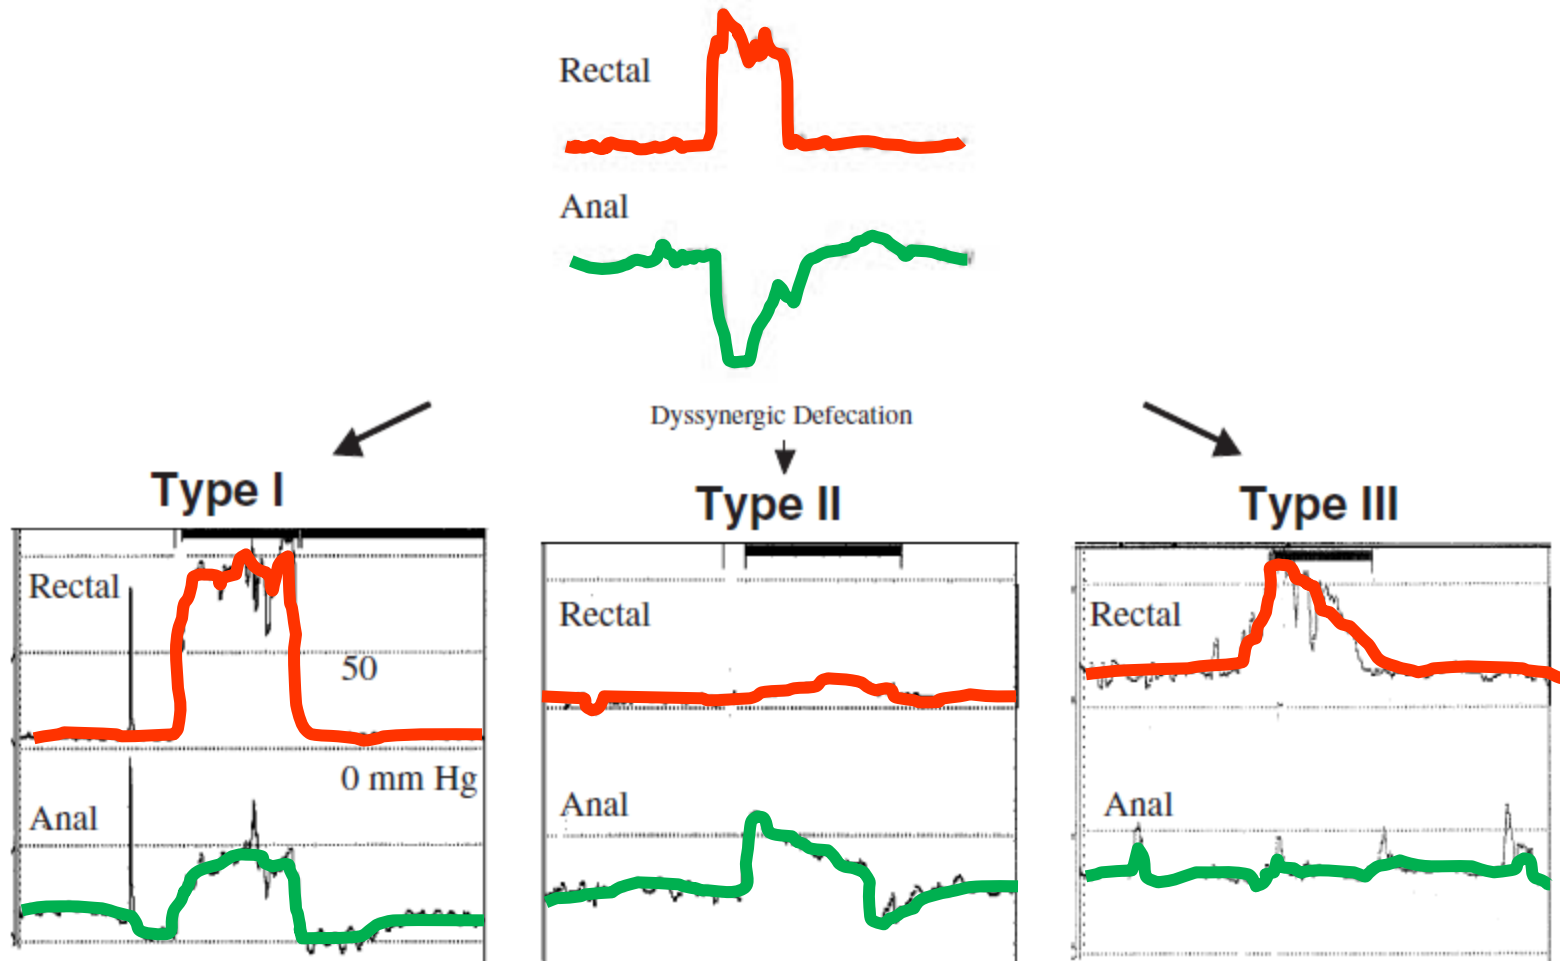 Rectal
Anal
Dyssynergic Defecation
Type I
Type II
Type III
Rectal
50
0 mm Hg
Anal
Rectal
Anal
Rectal
Anal